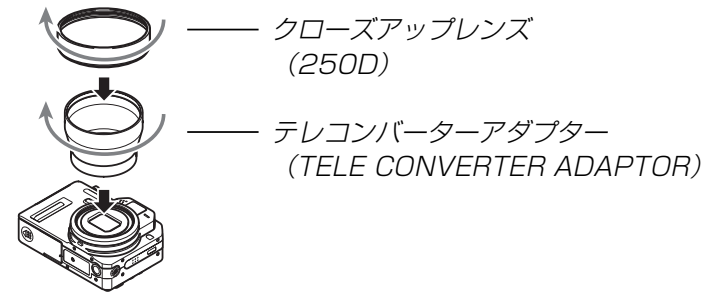 クローズアップレンズ
（250D）
テレコンバーターアダプター
（TELE CONVERTER ADAPTOR）